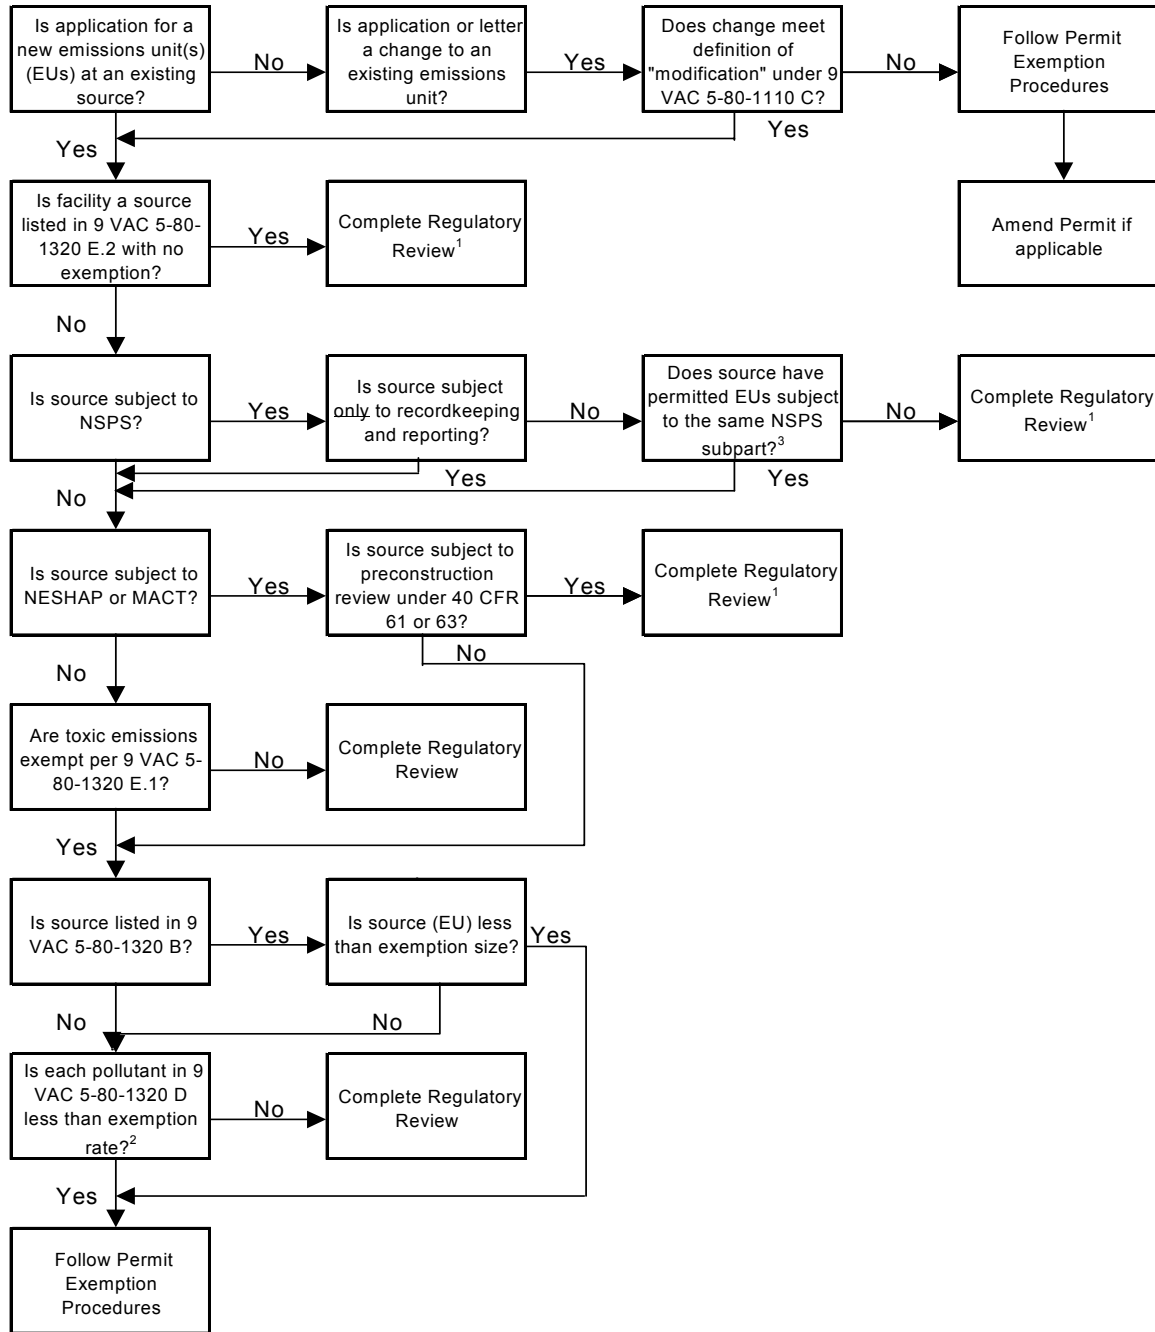 Is application for a
new emissions unit(s)
(EUs) at an existing
source?
No
Is application or letter
a change to an
existing emissions
unit?
Yes
Does change meet
definition of
"modification" under 9
VAC 5-80-1110 C?
No
Follow Permit
Exemption
Procedures
Yes
Yes
Is facility a source
listed in 9 VAC 5-80-
1320 E.2 with no
exemption?
Yes
Complete Regulatory
Review1
Amend Permit if
applicable
No
Is source subject to
NSPS?
Yes
Is source subject
only to recordkeeping
and reporting?
No
Does source have
permitted EUs subject
to the same NSPS
subpart?3
No
Complete Regulatory
Review1
Yes
Yes
No
Is source subject to
NESHAP or MACT?
Yes
Is source subject to
preconstruction
review under 40 CFR
61 or 63?
Yes
Complete Regulatory
Review1
No
No
Are toxic emissions
exempt per 9 VAC 5-
80-1320 E.1?
No
Complete Regulatory
Review
Yes
Is source listed in 9
VAC 5-80-1320 B?
Yes
Is source (EU) less
than exemption size?
Yes
No
No
Is each pollutant in 9
VAC 5-80-1320 D
less than exemption
rate?2
No
Complete Regulatory
Review
Yes
Follow Permit
Exemption
Procedures